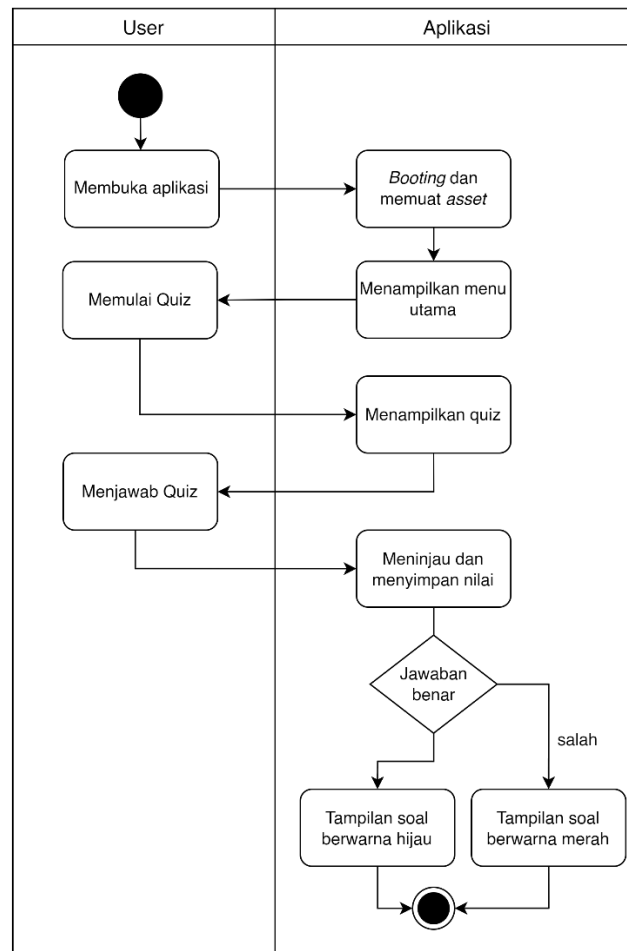 User
Aplikasi
Membuka aplikasi
Booting dan
memuat asset
Menampilkan menu
utama
Memulai Quiz
Menampilkan quiz
Menjawab Quiz
Meninjau dan
menyimpan nilai
Jawaban
benar
salah
Tampilan soal
berwarna hijau
Tampilan soal
berwarna merah